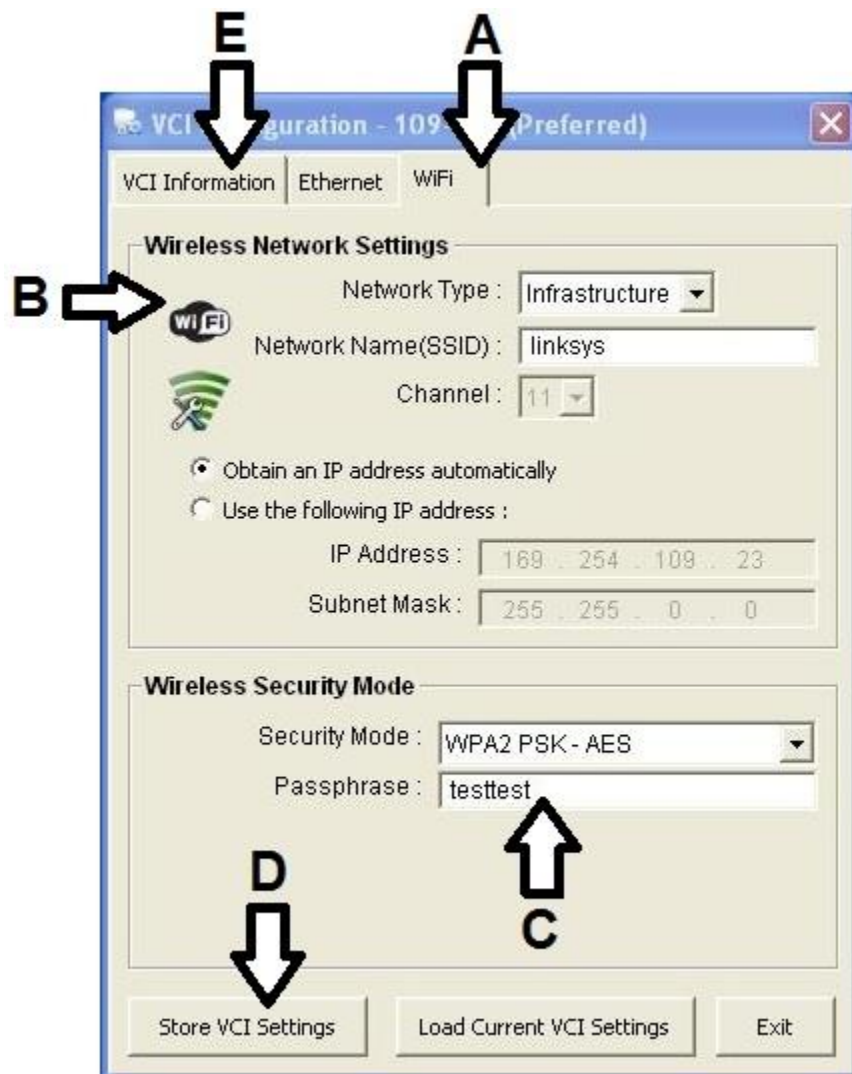 E A
VCI guration - 109- (Preferred)
VCI Information Ethernet WiFi
Wireless Network Settings
B
Network Type : Infrastructure
Wi Fi
Network Name(SSID) : linksys
Channel : 11
Obtain an IP address automatically
Use the following IP address :
IP Address : 169 . 254 . 109 . 23
Subnet Mask : 255 . 255 . 0 . 0
Wireless Security Mode
Security Mode : WPA2 PSK - AES
Passphrase : testtest
D
C
Store VCI Settings Load Current VCI Settings Exit